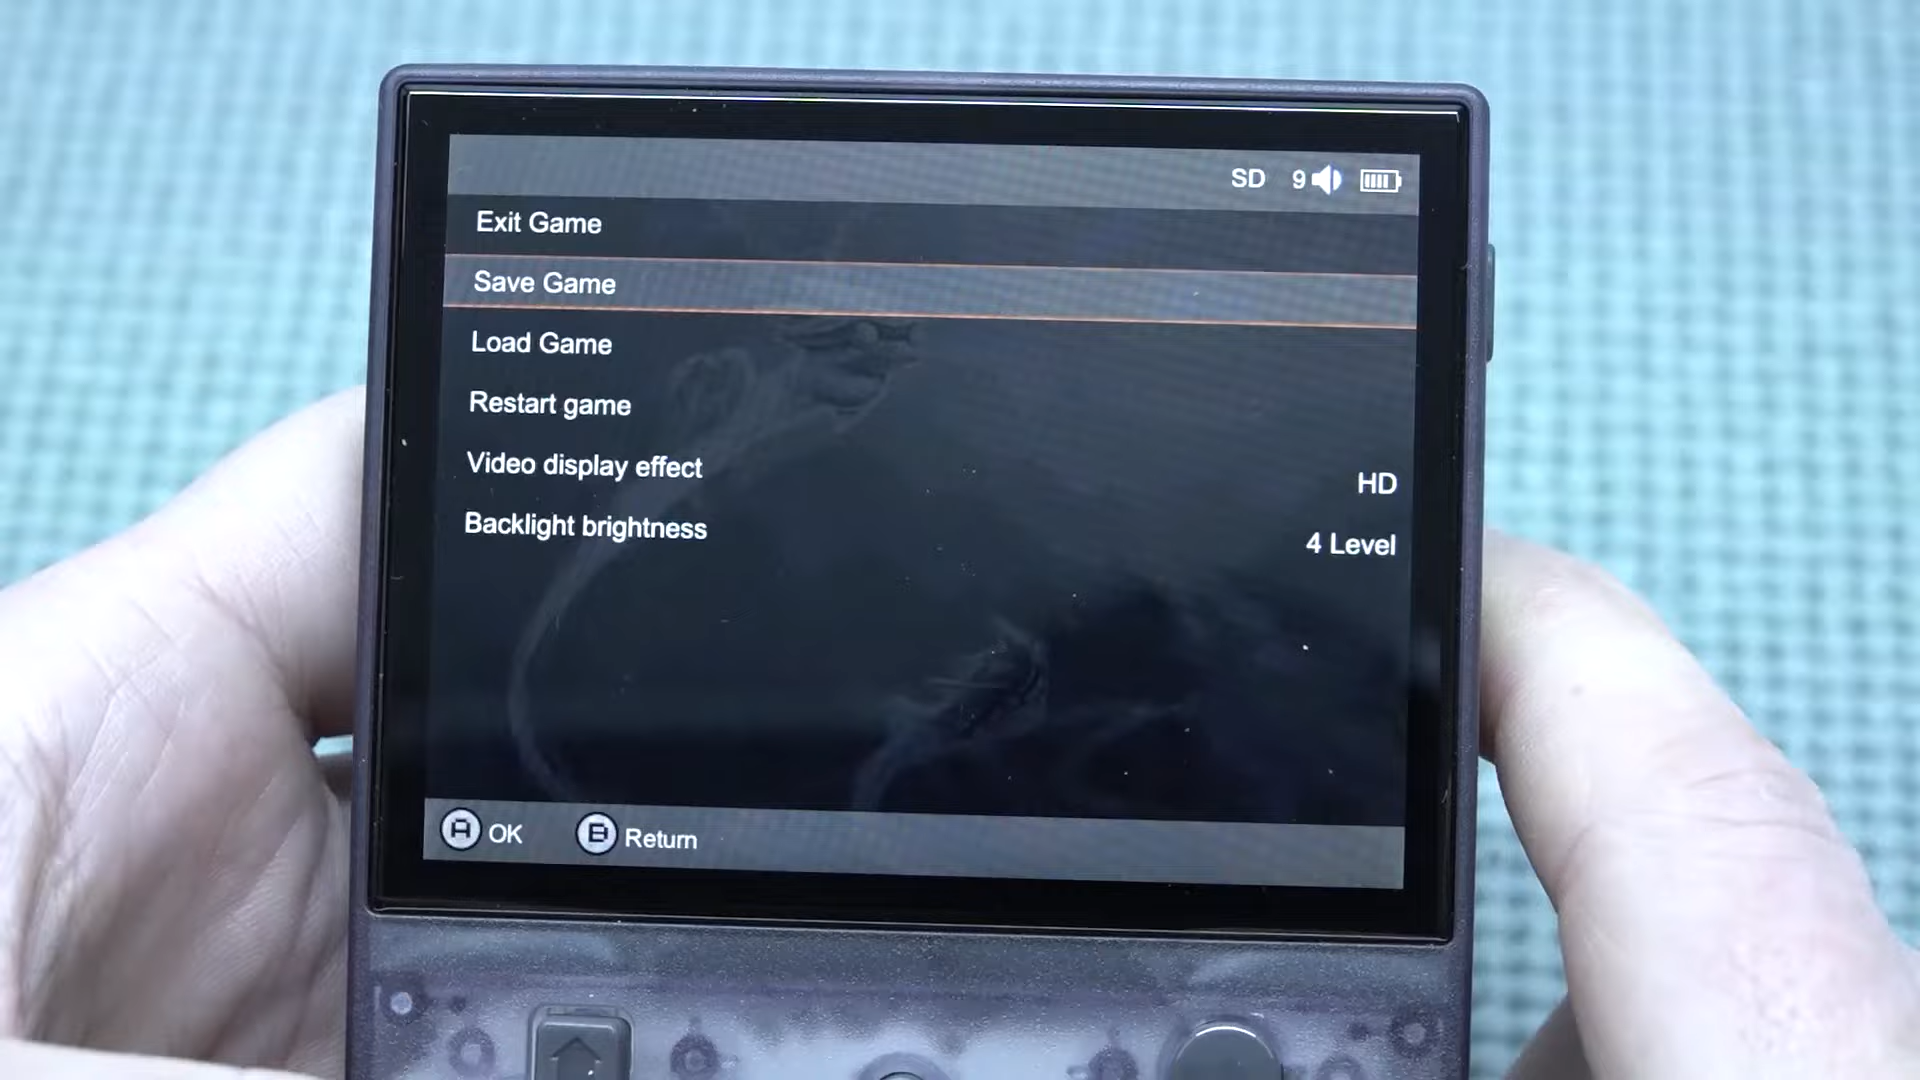 SD 9
Exit Game
Save Game
Load Game
Restart game
Video display effect HD
Backlight brightness 4 Level
A OK B Return